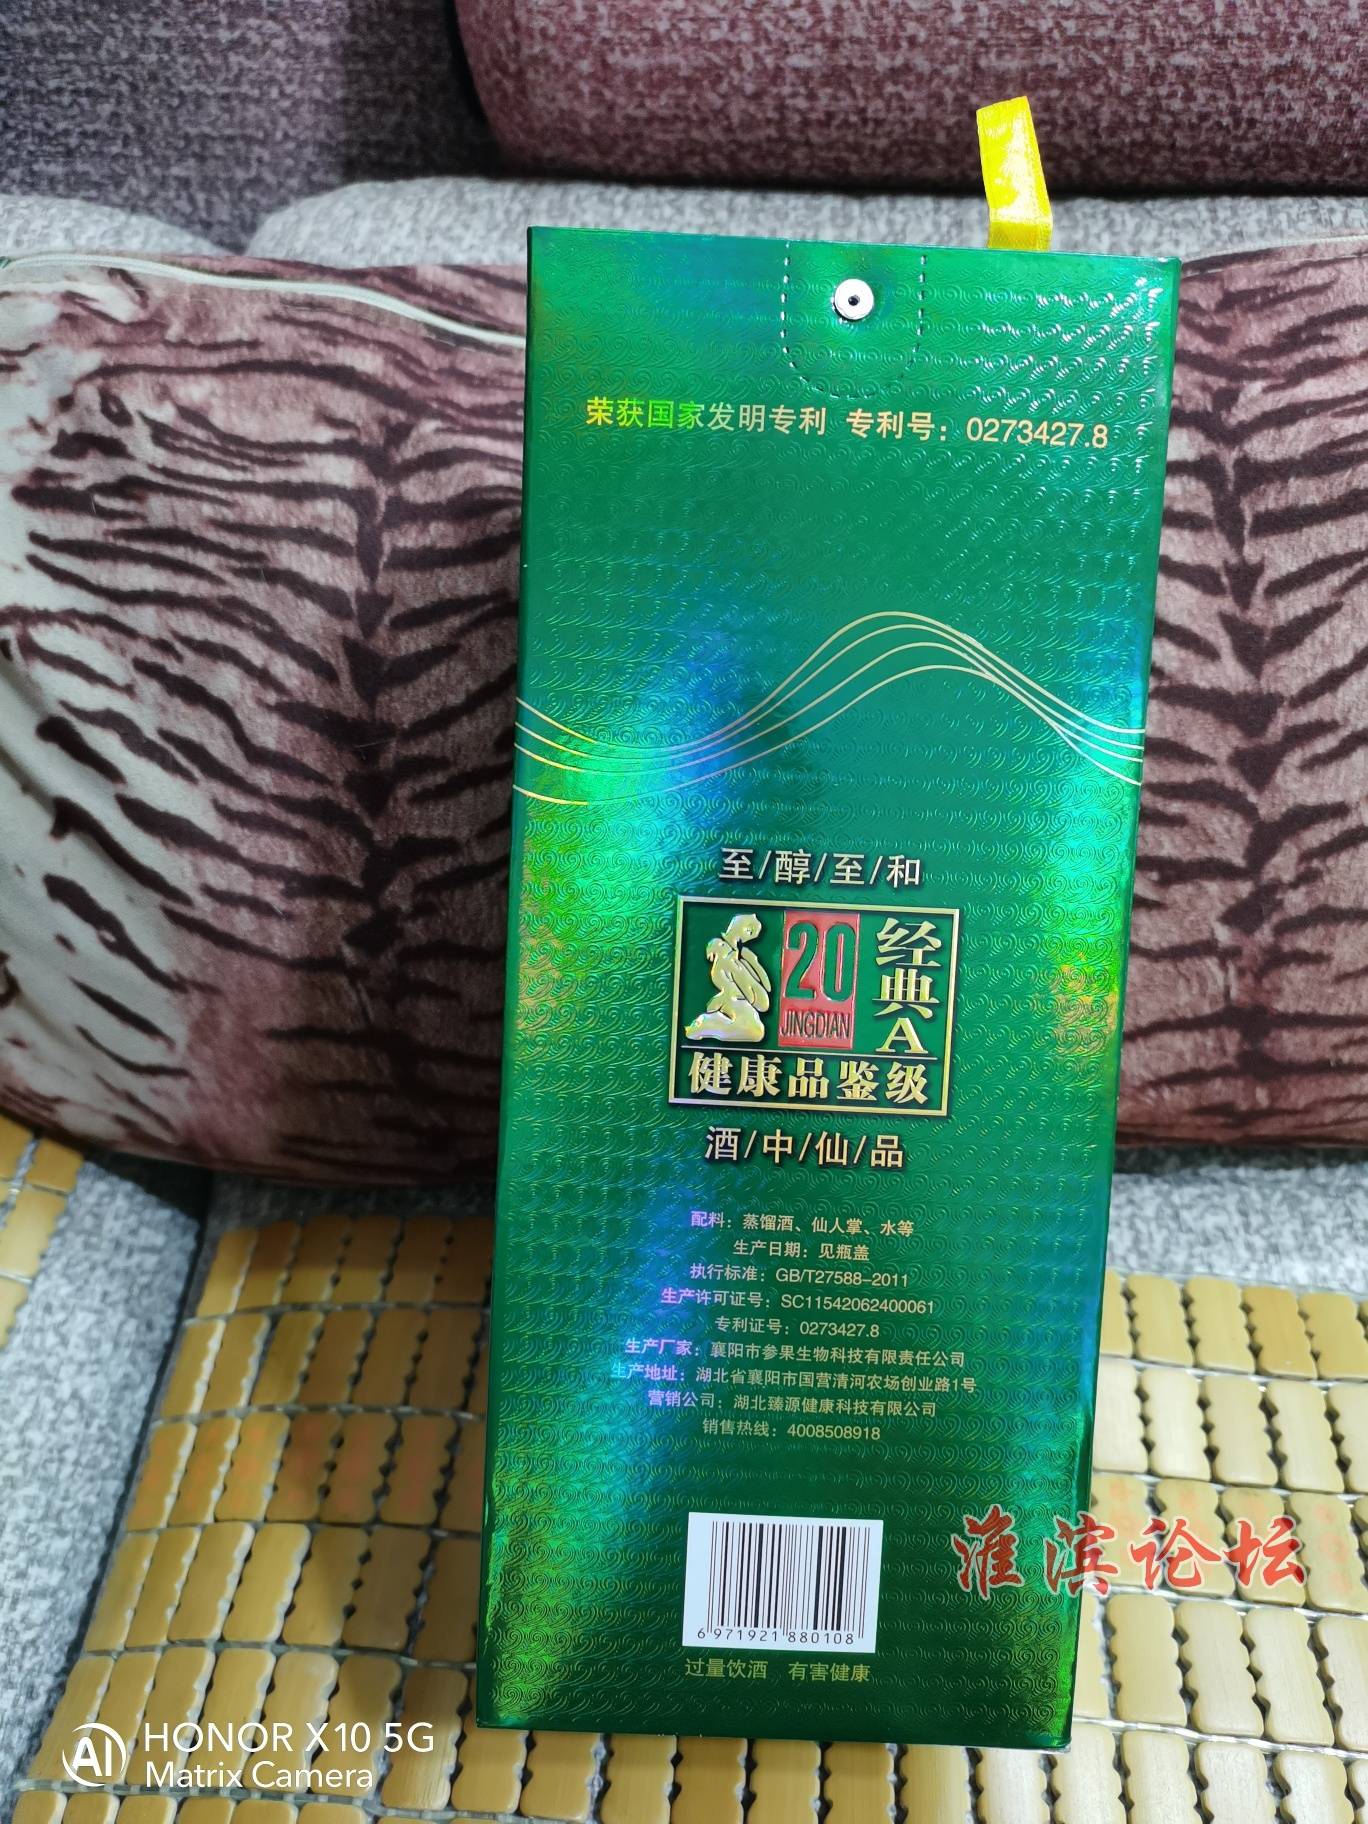 荣获国家发明专利 专利号：0273427.8
至/醇/至/和
20
JINGDIAN
经典A
健康品鉴级
酒/中/仙/品
配料：蒸馏酒、仙人掌、水等
生产日期：见瓶盖
执行标准：GB/T27588-2011
生产许可证号：SC11542062400061
专利证号：0273427.8
生产厂家：襄阳市参果生物科技有限责任公司
生产地址：湖北省襄阳市国营清河农场创业路1号
营销公司：湖北臻源健康科技有限公司
销售热线：4008508918
淮滨论坛
6 971921 880108
过量饮酒 有害健康
AI
HONOR X10 5G
Matrix Camera